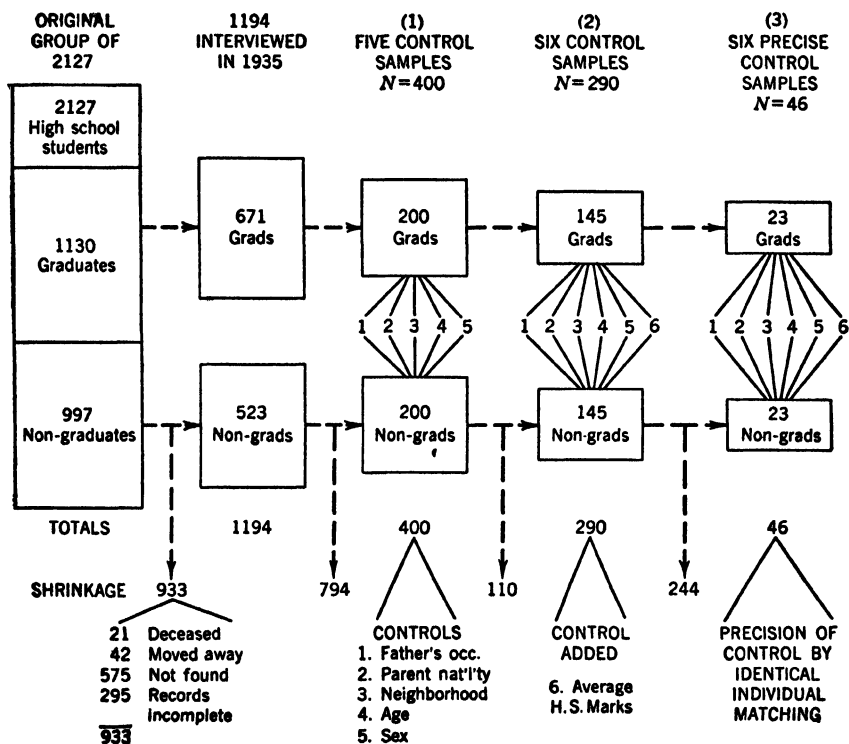 ORIGINAL
GROUP OF
2127
1194
INTERVIEWED
IN 1935
(1)
FIVE CONTROL
SAMPLES
N=400
(2)
SIX CONTROL
SAMPLES
N=290
(3)
SIX PRECISE
CONTROL
SAMPLES
N=46
2127
High school
students
1130
Graduates
671
Grads
200
Grads
145
Grads
23
Grads
1 2 3 4 5
1 2 3 4 5 6
1 2 3 4 5 6
997
Non-graduates
523
Non-grads
200
Non-grads
145
Non-grads
23
Non-grads
TOTALS 1194 400 290 46
SHRINKAGE 933 794 110 244
21 Deceased
42 Moved away
575 Not found
295 Records
incomplete
933
CONTROLS
1. Father's occ.
2. Parent nat'l'ty
3. Neighborhood
4. Age
5. Sex
CONTROL
ADDED
6. Average
H.S. Marks
PRECISION OF
CONTROL BY
IDENTICAL
INDIVIDUAL
MATCHING